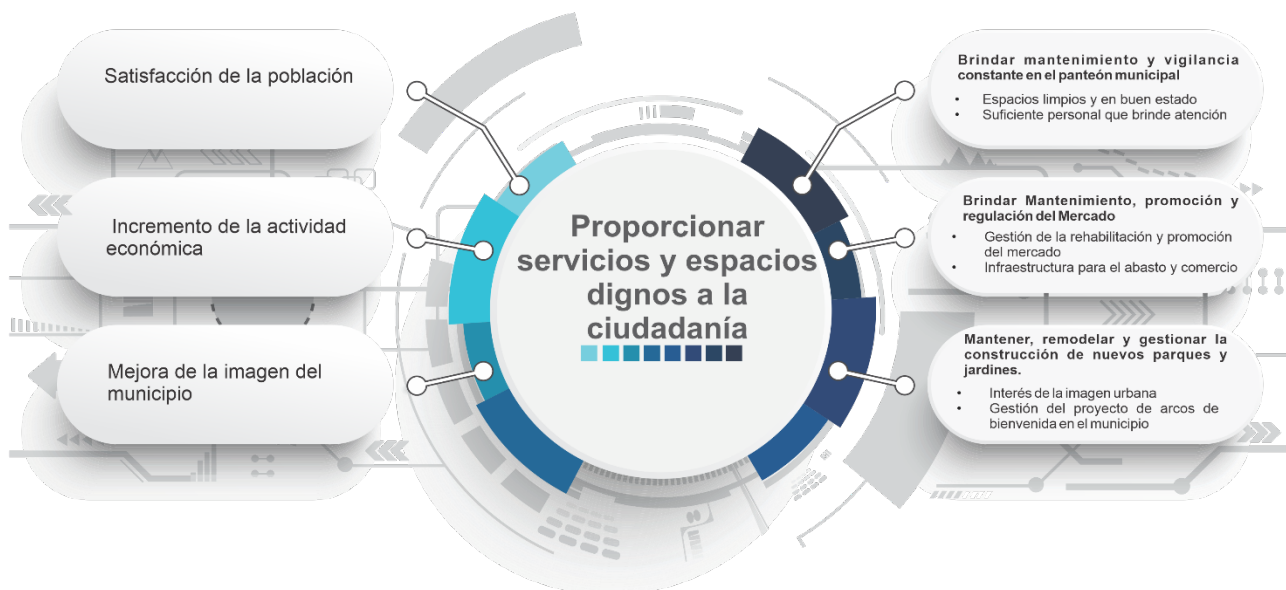 Satisfacción de la población
Incremento de la actividad
económica
Mejora de la imagen del
municipio
Proporcionar
servicios y espacios
dignos a la
ciudadanía
Brindar mantenimiento y vigilancia
constante en el panteón municipal
• Espacios limpios y en buen estado
• Suficiente personal que brinde atención
Brindar Mantenimiento, promoción y
regulación del Mercado
• Gestión de la rehabilitación y promoción
del mercado
• Infraestructura para el abasto y comercio
Mantener, remodelar y gestionar la
construcción de nuevos parques y
jardines.
• Interés de la imagen urbana
• Gestión del proyecto de arcos de
bienvenida en el municipio